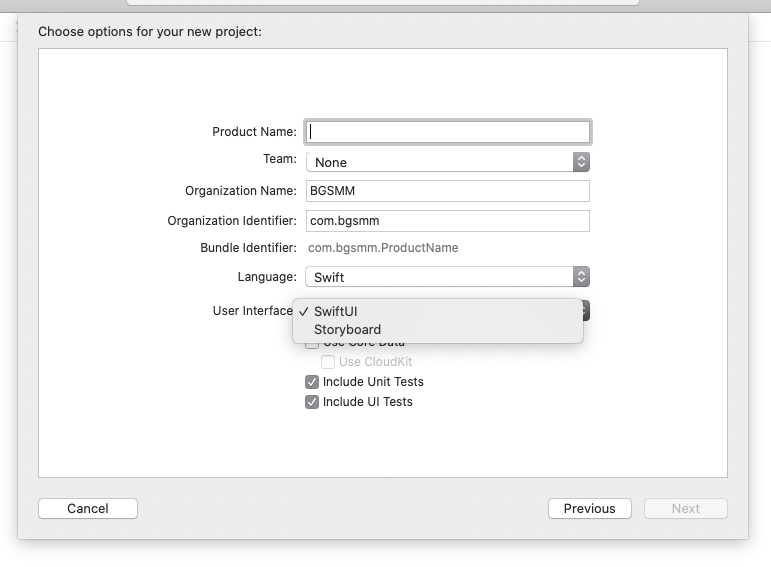 Choose options for your new project:
Product Name:
Team: None
Organization Name: BGSMM
Organization Identifier: com.bgsmm
Bundle Identifier: com.bgsmm.ProductName
Language: Swift
User Interface ✓ SwiftUI
Storyboard
Use Core Data
Use CloudKit
Include Unit Tests
Include UI Tests
Cancel Previous Next